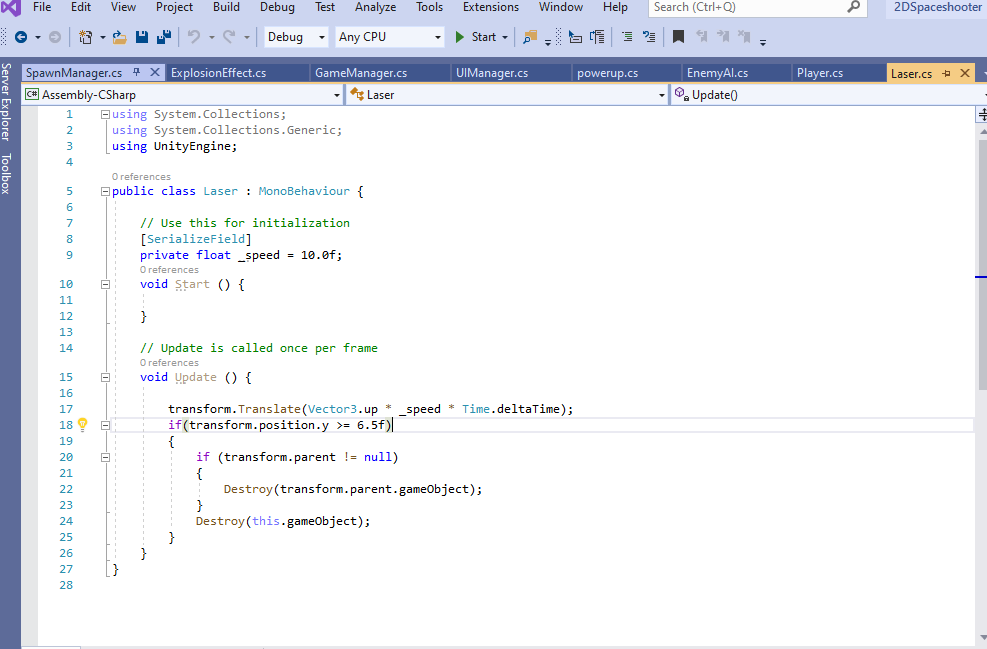 File Edit View Project Build Debug Test Analyze Tools Extensions Window Help Search (Ctrl+Q) 2DSpaceshooter
Debug Any CPU Start
Server Explorer
Toolbox
SpawnManager.cs ExplosionEffect.cs GameManager.cs UIManager.cs powerup.cs EnemyAI.cs Player.cs Laser.cs
C# Assembly-CSharp Laser Update()
1 using System.Collections;
2 using System.Collections.Generic;
3 using UnityEngine;
4
0 references
5 public class Laser : MonoBehaviour {
6
7 // Use this for initialization
8 [SerializeField]
9 private float _speed = 10.0f;
0 references
10 void Start () {
11
12 }
13
14 // Update is called once per frame
0 references
15 void Update () {
16
17 transform.Translate(Vector3.up * _speed * Time.deltaTime);
18 if(transform.position.y >= 6.5f)
19 {
20 if (transform.parent != null)
21 {
22 Destroy(transform.parent.gameObject);
23 }
24 Destroy(this.gameObject);
25 }
26 }
27 }
28